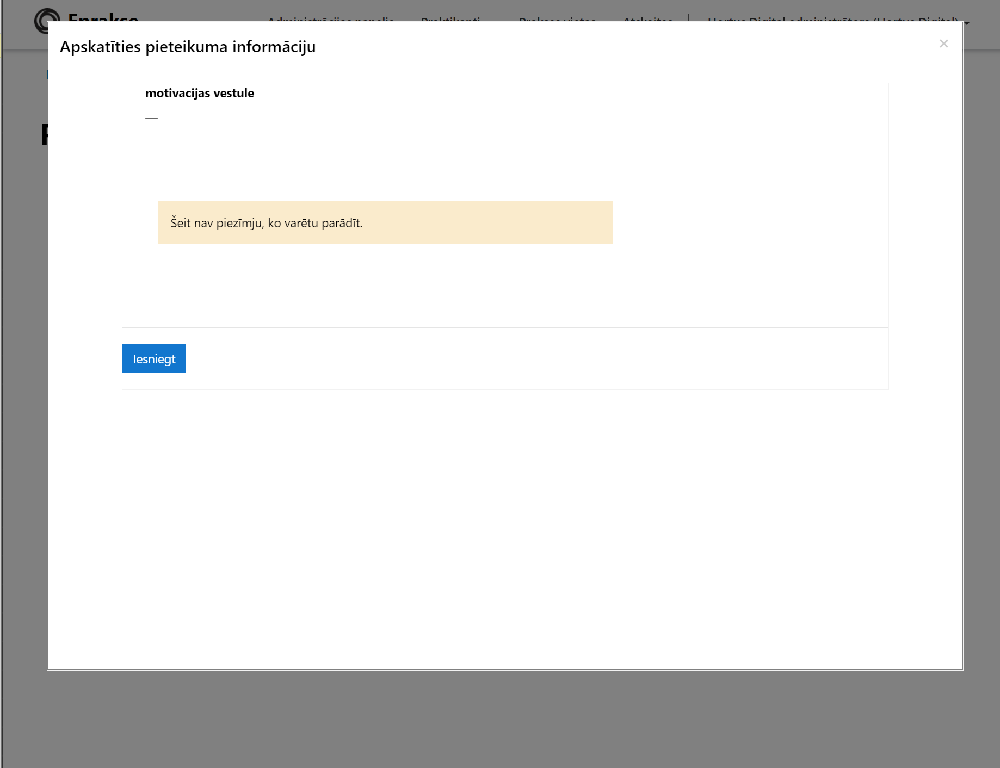 Eprakse
Administrācijas panelis Praktikanti Prakses vietas Atskaites Hortus Digital administrātors (Hortus Digital)
Apskatīties pieteikuma informāciju
×
motivacijas vestule
—
Šeit nav piezīmju, ko varētu parādīt.
Iesniegt